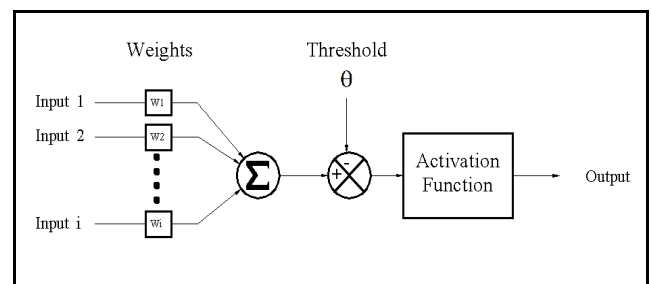 Weights
Threshold
θ
Input 1
W1
Input 2
W2
Σ
+
-
Activation
Function
Output
Input i
Wi